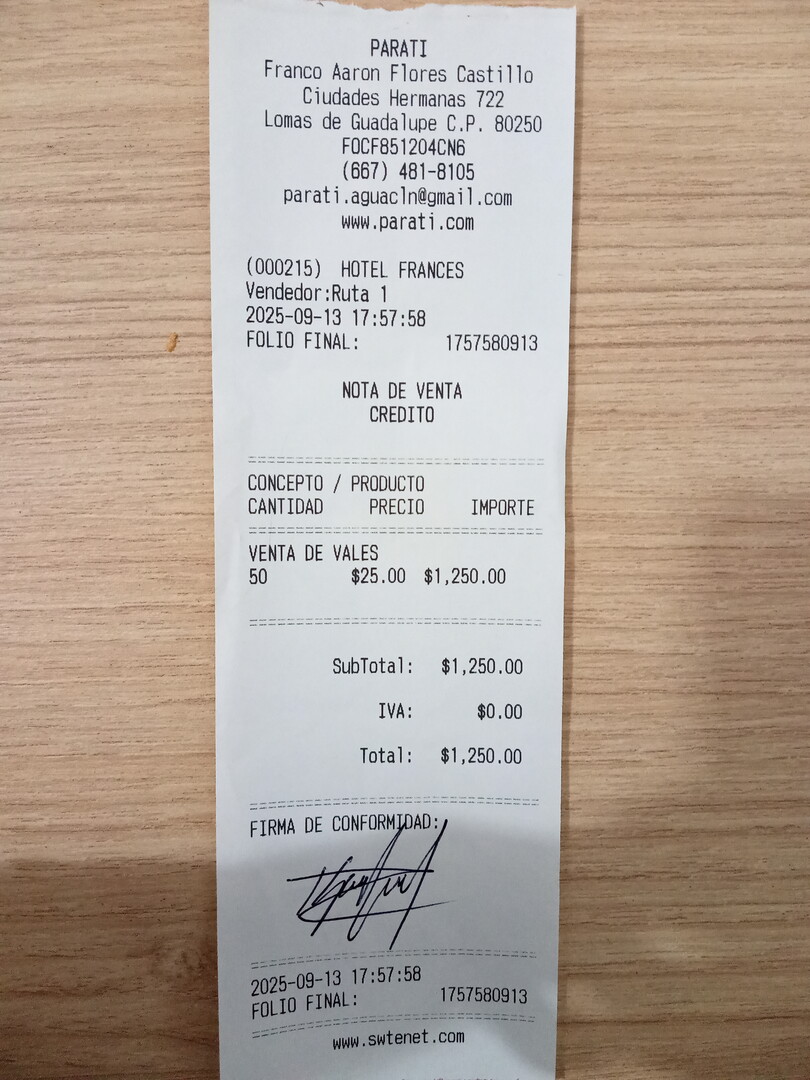 PARATI
Franco Aaron Flores Castillo
Ciudades Hermanas 722
Lomas de Guadalupe C.P. 80250
FOCF851204CN6
(667) 481-8105
parati.aguacln@gmail.com
www.parati.com
(000215) HOTEL FRANCES
Vendedor:Ruta 1
2025-09-13 17:57:58
FOLIO FINAL: 1757580913
NOTA DE VENTA
CREDITO
CONCEPTO / PRODUCTO
CANTIDAD PRECIO IMPORTE
VENTA DE VALES
50 $25.00 $1,250.00
SubTotal: $1,250.00
IVA: $0.00
Total: $1,250.00
FIRMA DE CONFORMIDAD:
2025-09-13 17:57:58
FOLIO FINAL: 1757580913
www.swtenet.com